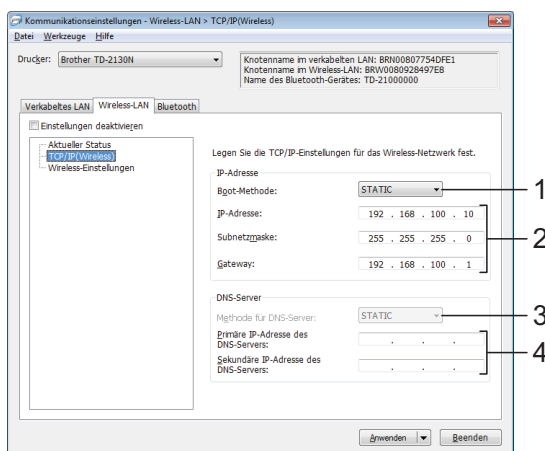 Kommunikationseinstellungen - Wireless-LAN > TCP/IP(Wireless)
Datei Werkzeuge Hilfe
Drucker: Brother TD-2130N
Knotenname im verkabelten LAN: BRN00807754DFE1
Knotenname im Wireless-LAN: BRW0080928497E8
Name des Bluetooth-Gerätes: TD-21000000
Verkabeltes LAN Wireless-LAN Bluetooth
Einstellungen deaktivieren
Aktueller Status
TCP/IP(Wireless)
Wireless-Einstellungen
Legen Sie die TCP/IP-Einstellungen für das Wireless-Netzwerk fest.
IP-Adresse
Boot-Methode: STATIC 1
IP-Adresse: 192 . 168 . 100 . 10
Subnetzmaske: 255 . 255 . 255 . 0 2
Gateway: 192 . 168 . 100 . 1
DNS-Server
Methode für DNS-Server: STATIC 3
Primäre IP-Adresse des
DNS-Servers: . . .
4
Sekundäre IP-Adresse des
DNS-Servers: . . .
Anwenden Beenden